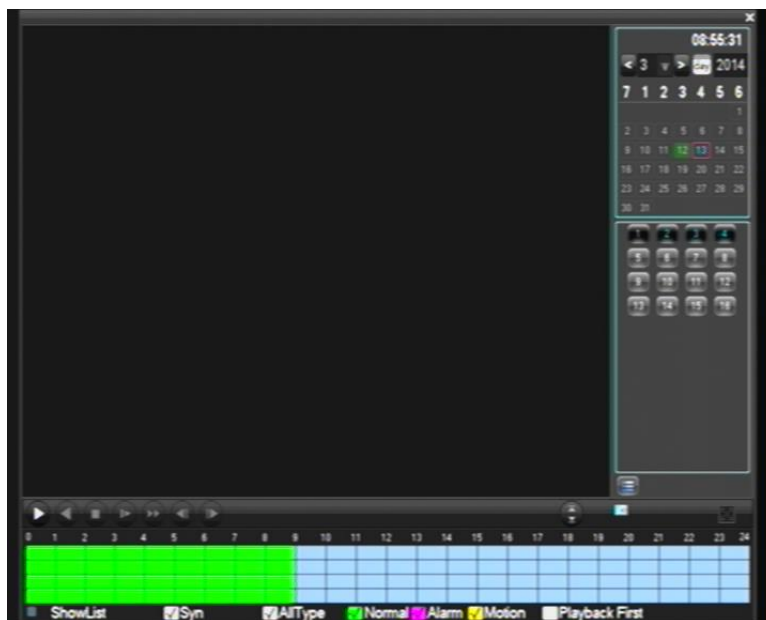 ×
08:55:31
< 3 > day 2014
7 1 2 3 4 5 6
1
2 3 4 5 6 7 8
9 10 11 12 13 14 15
16 17 18 19 20 21 22
23 24 25 26 27 28 29
30 31
1 2 3 4
5 6 7 8
9 10 11 12
13 14 15 16
0 1 2 3 4 5 6 7 8 9 10 11 12 13 14 15 16 17 18 19 20 21 22 23 24
ShowList Syn AllType Normal Alarm Motion Playback First